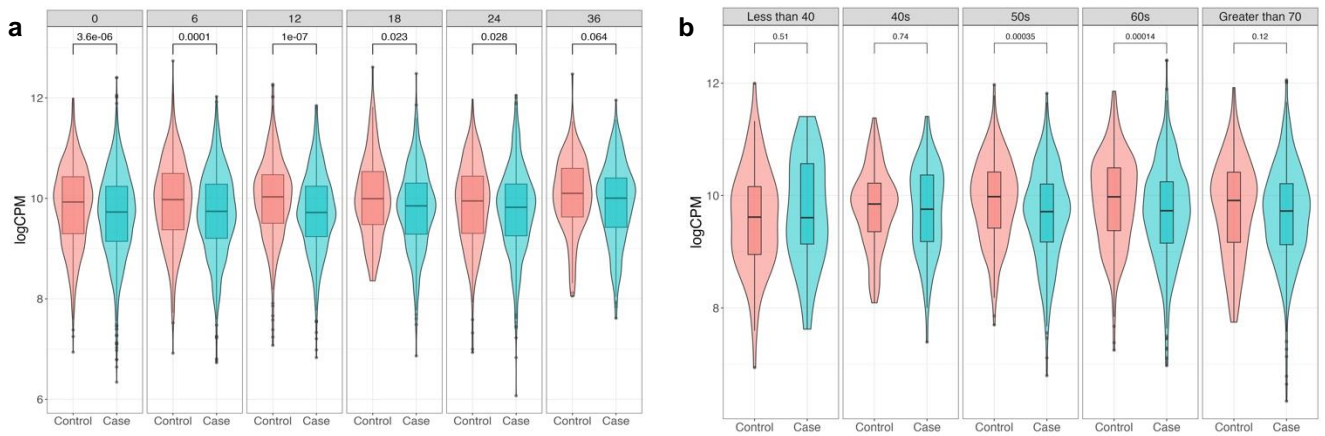 a
0 6 12 18 24 36
3.6e-06 0.0001 1e-07 0.023 0.028 0.064
logCPM
12
10
8
6
Control Case Control Case Control Case Control Case Control Case Control Case
b
Less than 40 40s 50s 60s Greater than 70
0.51 0.74 0.00035 0.00014 0.12
logCPM
12
10
8
Control Case Control Case Control Case Control Case Control Case